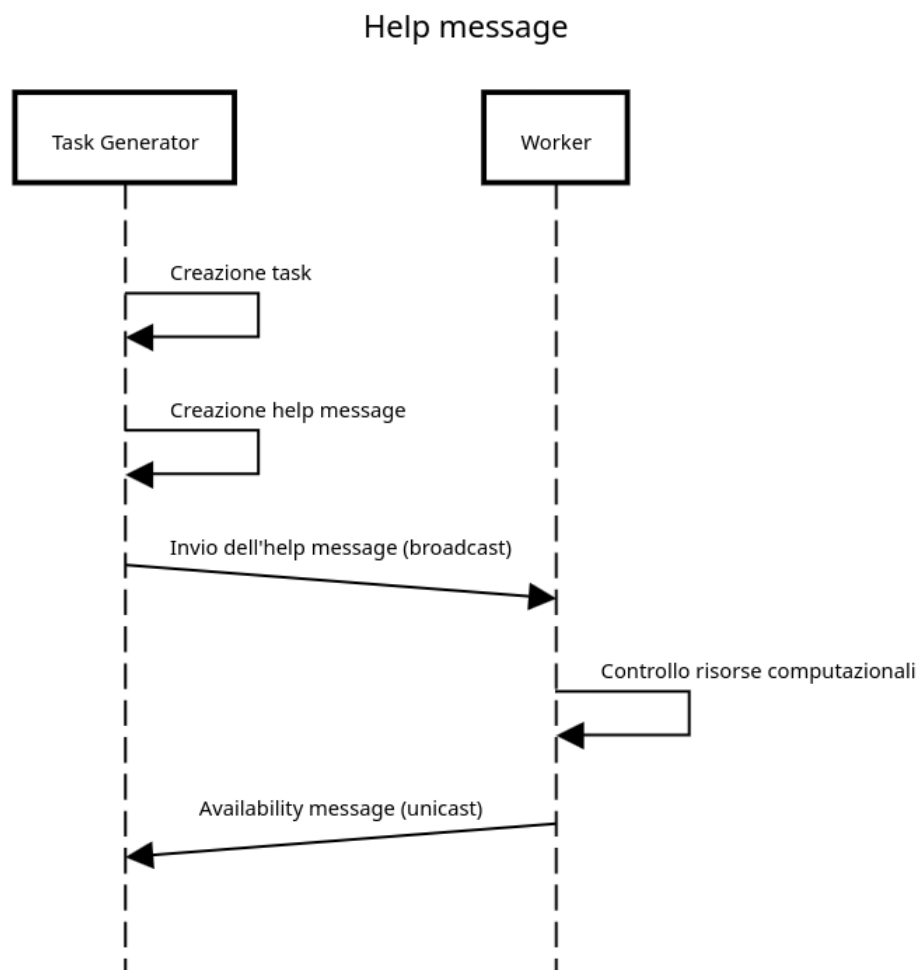 Help message
Task Generator
Worker
Creazione task
Creazione help message
Invio dell'help message (broadcast)
Controllo risorse computazionali
Availability message (unicast)